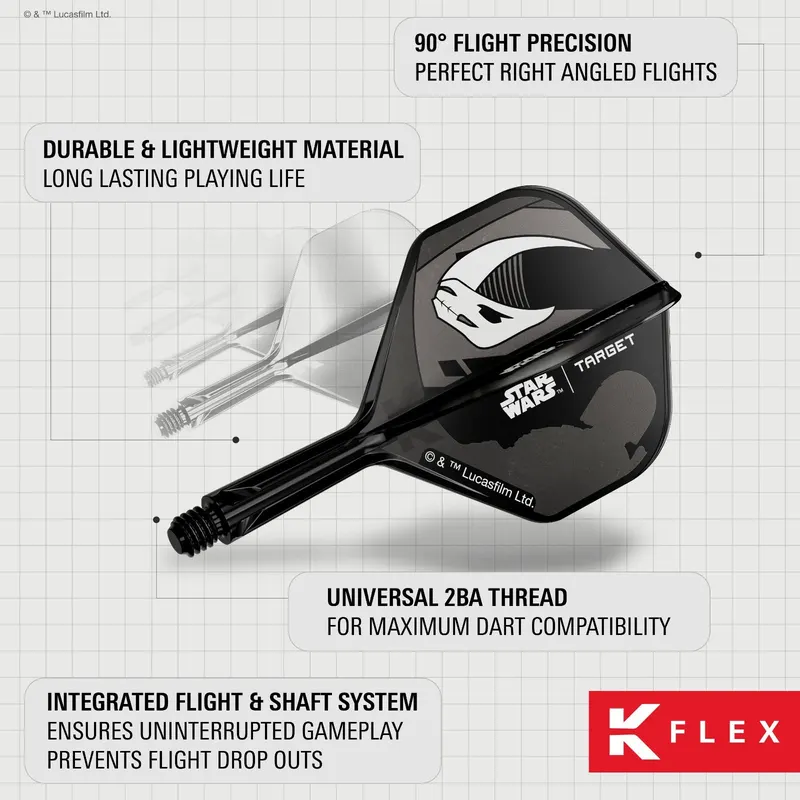 © & ™ Lucasfilm Ltd.
90° FLIGHT PRECISION
PERFECT RIGHT ANGLED FLIGHTS
DURABLE & LIGHTWEIGHT MATERIAL
LONG LASTING PLAYING LIFE
STAR WARS™ | TARGET
© & ™ Lucasfilm Ltd.
UNIVERSAL 2BA THREAD
FOR MAXIMUM DART COMPATIBILITY
INTEGRATED FLIGHT & SHAFT SYSTEM
ENSURES UNINTERRUPTED GAMEPLAY
PREVENTS FLIGHT DROP OUTS
K FLEX